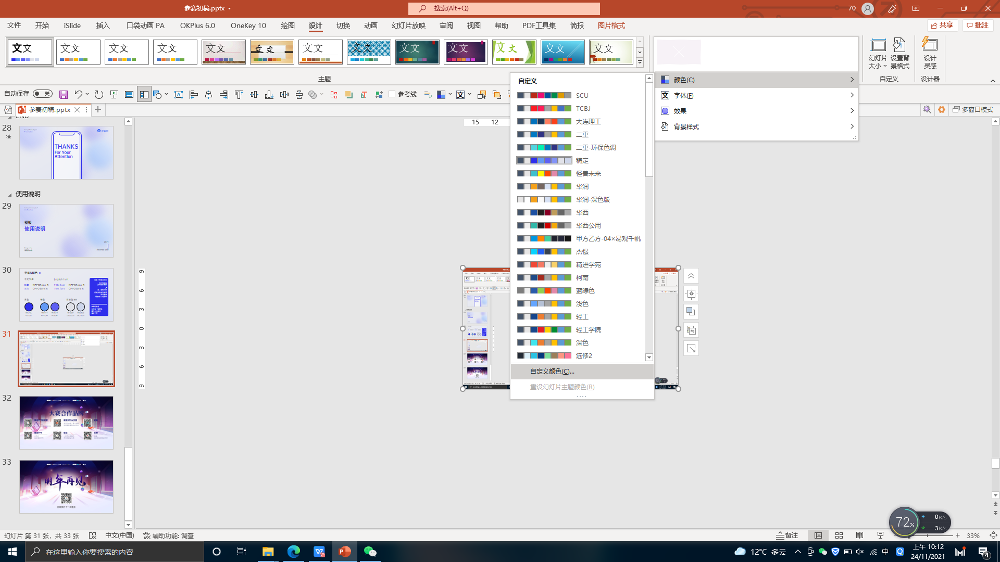 参赛初稿.pptx
搜索(Alt+Q)
70
文件 开始 iSlide 插入 口袋动画 PA OKPlus 6.0 OneKey 10 绘图 设计 切换 动画 幻灯片放映 审阅 视图 帮助 PDF工具集 简报 图片格式
共享 批注
文文 文文 文文 文文 文文 文文 文文 文文 文文 文文 文文 文文 文文
主题
幻灯片大小
设置背景格式
设计灵感
自定义 设计器
颜色(C)
字体(F)
效果
背景样式
自动保存 关
参考线
参赛初稿.pptx
多窗口模式
自定义
SCU
TCBJ
大连理工
二重
二重-环保色调
稿定
怪兽未来
华润
华润-深色版
华西
华西公用
甲方乙方-04×易观千帆
杰憬
精进学苑
柯南
蓝绿色
浅色
轻工
轻工学院
深色
选修2
自定义颜色(C)...
重设幻灯片主题颜色(R)
END
28
THANKS
For Your
Attention
使用说明
29
模板
使用说明
30
字体&配色
31
32
大赛合作品牌
33
明年再见
15 12
9
6
3
0
3
6
9
72%
0K/s
3K/s
幻灯片 第 31 张，共 33 张
中文(中国)
辅助功能: 调查
备注
33%
在这里输入你要搜索的内容
12°C 多云
中
上午 10:12
24/11/2021
4